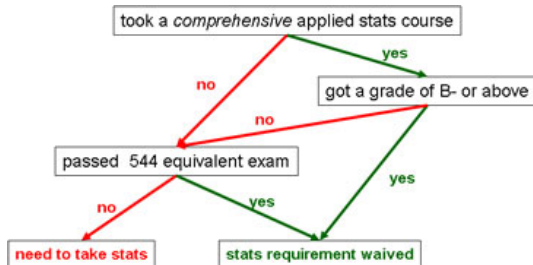 took a comprehensive applied stats course
yes
no
got a grade of B- or above
no
passed 544 equivalent exam
yes
no
yes
need to take stats
stats requirement waived